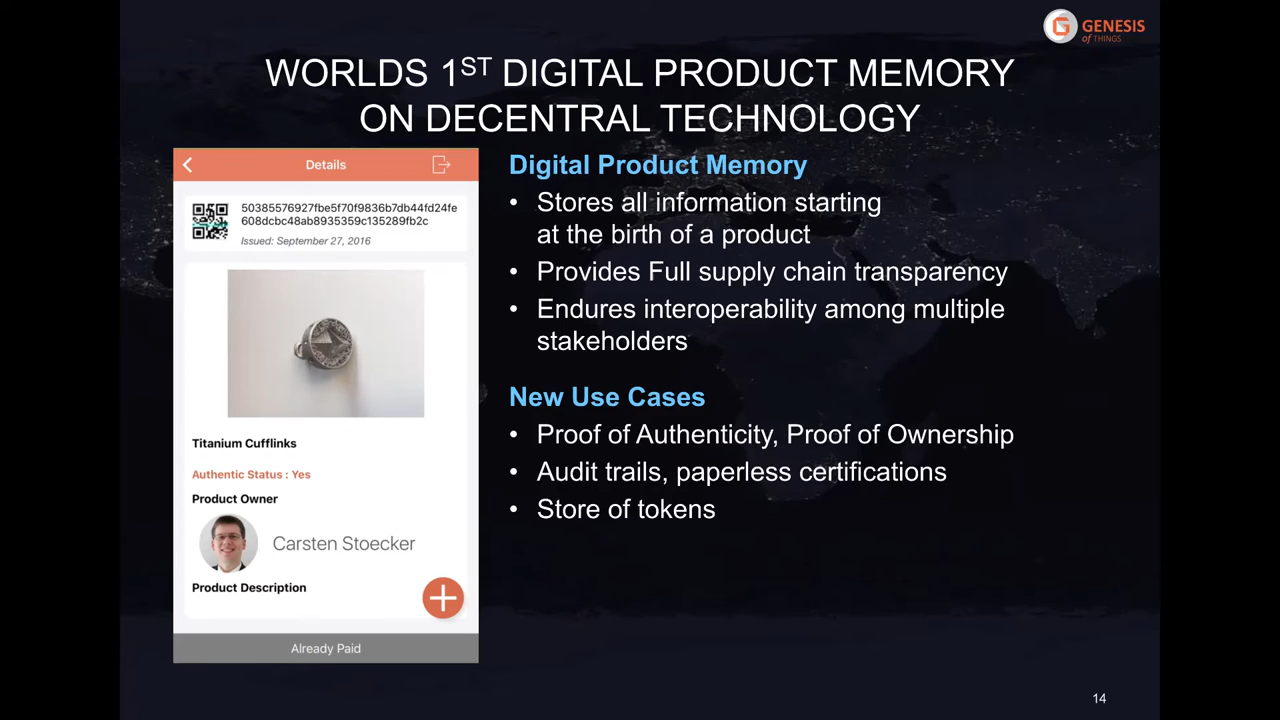 GENESIS
of THINGS
WORLDS 1ST DIGITAL PRODUCT MEMORY
ON DECENTRAL TECHNOLOGY
Details
50385576927fbe5f70f9836b7db44fd24fe
608dcbc48ab8935359c135289fb2c
Issued: September 27, 2016
Titanium Cufflinks
Authentic Status : Yes
Product Owner
Carsten Stoecker
Product Description
Already Paid
Digital Product Memory
• Stores all information starting
at the birth of a product
• Provides Full supply chain transparency
• Endures interoperability among multiple
stakeholders
New Use Cases
• Proof of Authenticity, Proof of Ownership
• Audit trails, paperless certifications
• Store of tokens
14